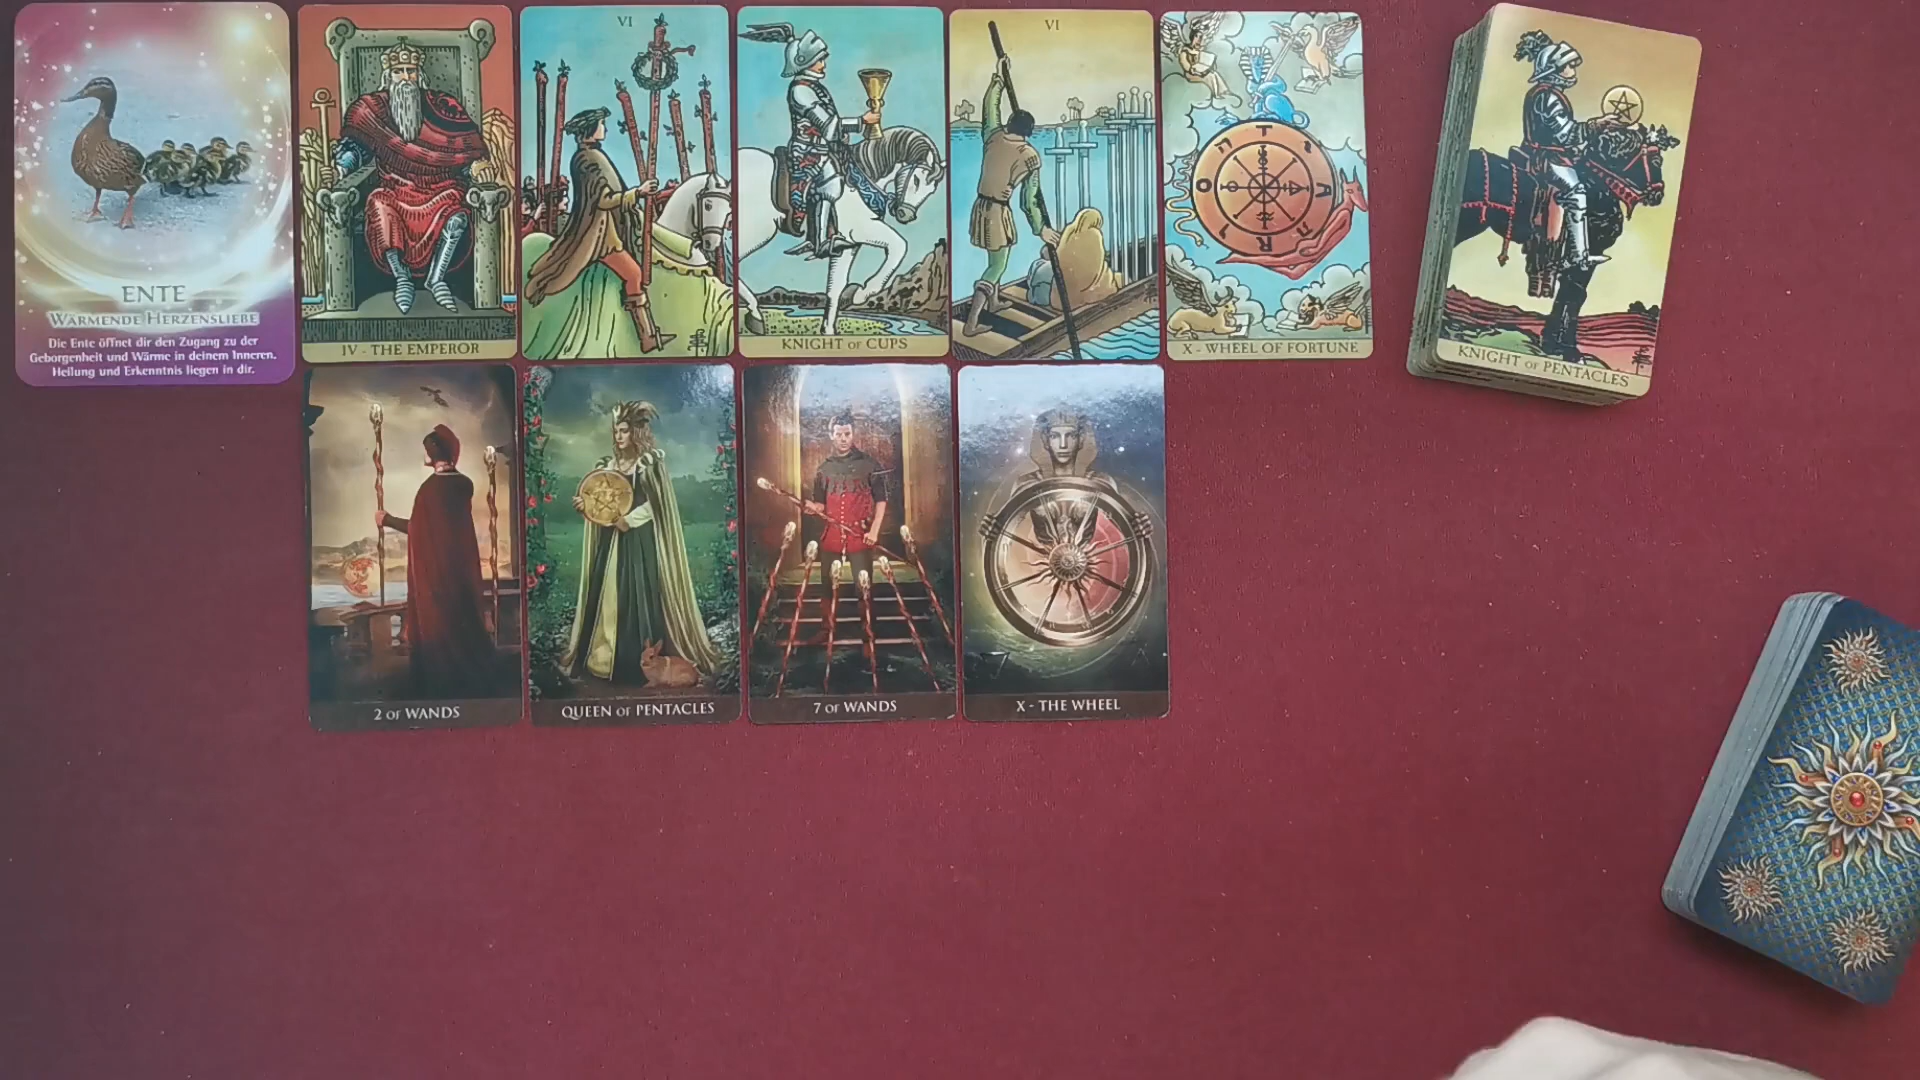 ENTE
WÄRMENDE HERZENSLIEBE
Die Ente öffnet dir den Zugang zu der
Geborgenheit und Wärme in deinem Inneren.
Heilung und Erkenntnis liegen in dir.
IV - THE EMPEROR
VI
KNIGHT OF CUPS
VI
X - WHEEL OF FORTUNE
KNIGHT OF PENTACLES
2 OF WANDS
QUEEN OF PENTACLES
7 OF WANDS
X - THE WHEEL